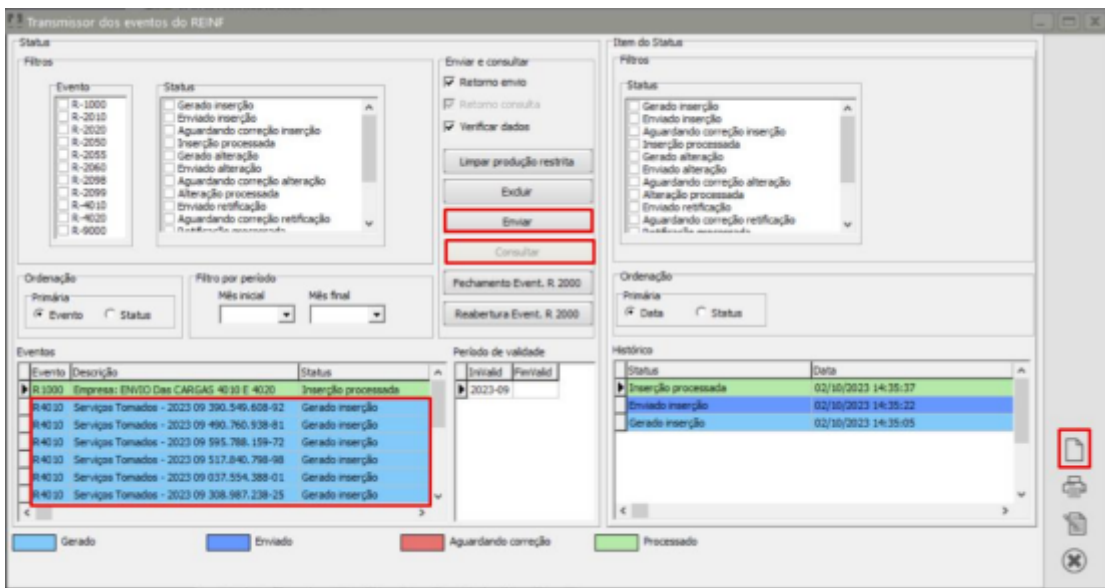 Transmissor dos eventos do REINF
Status
Filtros
Evento
R-1000
R-2010
R-2020
R-2050
R-2055
R-2060
R-2098
R-2099
R-4010
R-4020
R-9000
Status
Gerado inserção
Enviado inserção
Aguardando correção inserção
Inserção processada
Gerado alteração
Enviado alteração
Aguardando correção alteração
Alteração processada
Enviado retificação
Aguardando correção retificação
Retificação processada
Enviar e consultar
Retorno envio
Retorno consulta
Verificar dados
Limpar produção restrita
Excluir
Enviar
Consultar
Fechamento Event. R 2000
Reabertura Event. R 2000
Ordenação
Primária
Evento Status
Filtro por período
Mês inicial Mês final
Eventos
Evento Descrição Status
R1000 Empresa: ENVIO Das CARGAS 4010 E 4020 Inserção processada
R4010 Serviços Tomados - 2023 09 390.549.608-92 Gerado inserção
R4010 Serviços Tomados - 2023 09 490.760.938-81 Gerado inserção
R4010 Serviços Tomados - 2023 09 595.788.159-72 Gerado inserção
R4010 Serviços Tomados - 2023 09 517.840.798-98 Gerado inserção
R4010 Serviços Tomados - 2023 09 037.554.388-01 Gerado inserção
R4010 Serviços Tomados - 2023 09 308.987.238-25 Gerado inserção
Período de validade
IniValid FimValid
2023-09
Item do Status
Filtros
Status
Gerado inserção
Enviado inserção
Aguardando correção inserção
Inserção processada
Gerado alteração
Enviado alteração
Aguardando correção alteração
Alteração processada
Enviado retificação
Aguardando correção retificação
Retificação processada
Ordenação
Primária
Data Status
Histórico
Status Data
Inserção processada 02/10/2023 14:35:37
Enviado inserção 02/10/2023 14:35:22
Gerado inserção 02/10/2023 14:35:05
Gerado Enviado Aguardando correção Processado